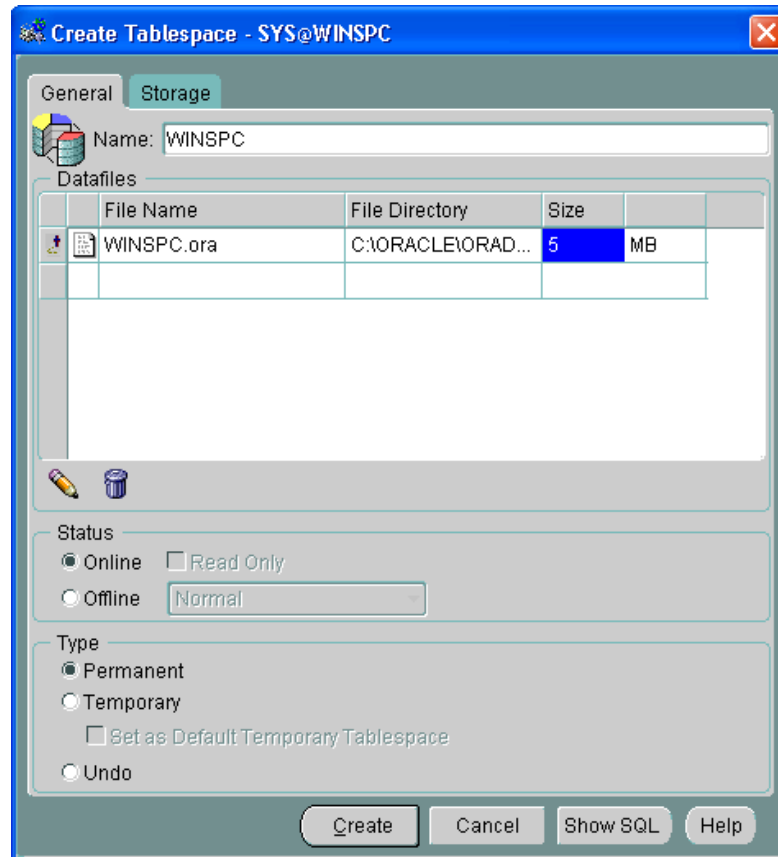 Create Tablespace - SYS@WINSPC
General Storage
Name: WINSPC
Datafiles
File Name File Directory Size
WINSPC.ora C:\ORACLE\ORAD... 5 MB
Status
Online Read Only
Offline Normal
Type
Permanent
Temporary
Set as Default Temporary Tablespace
Undo
Create Cancel Show SQL Help